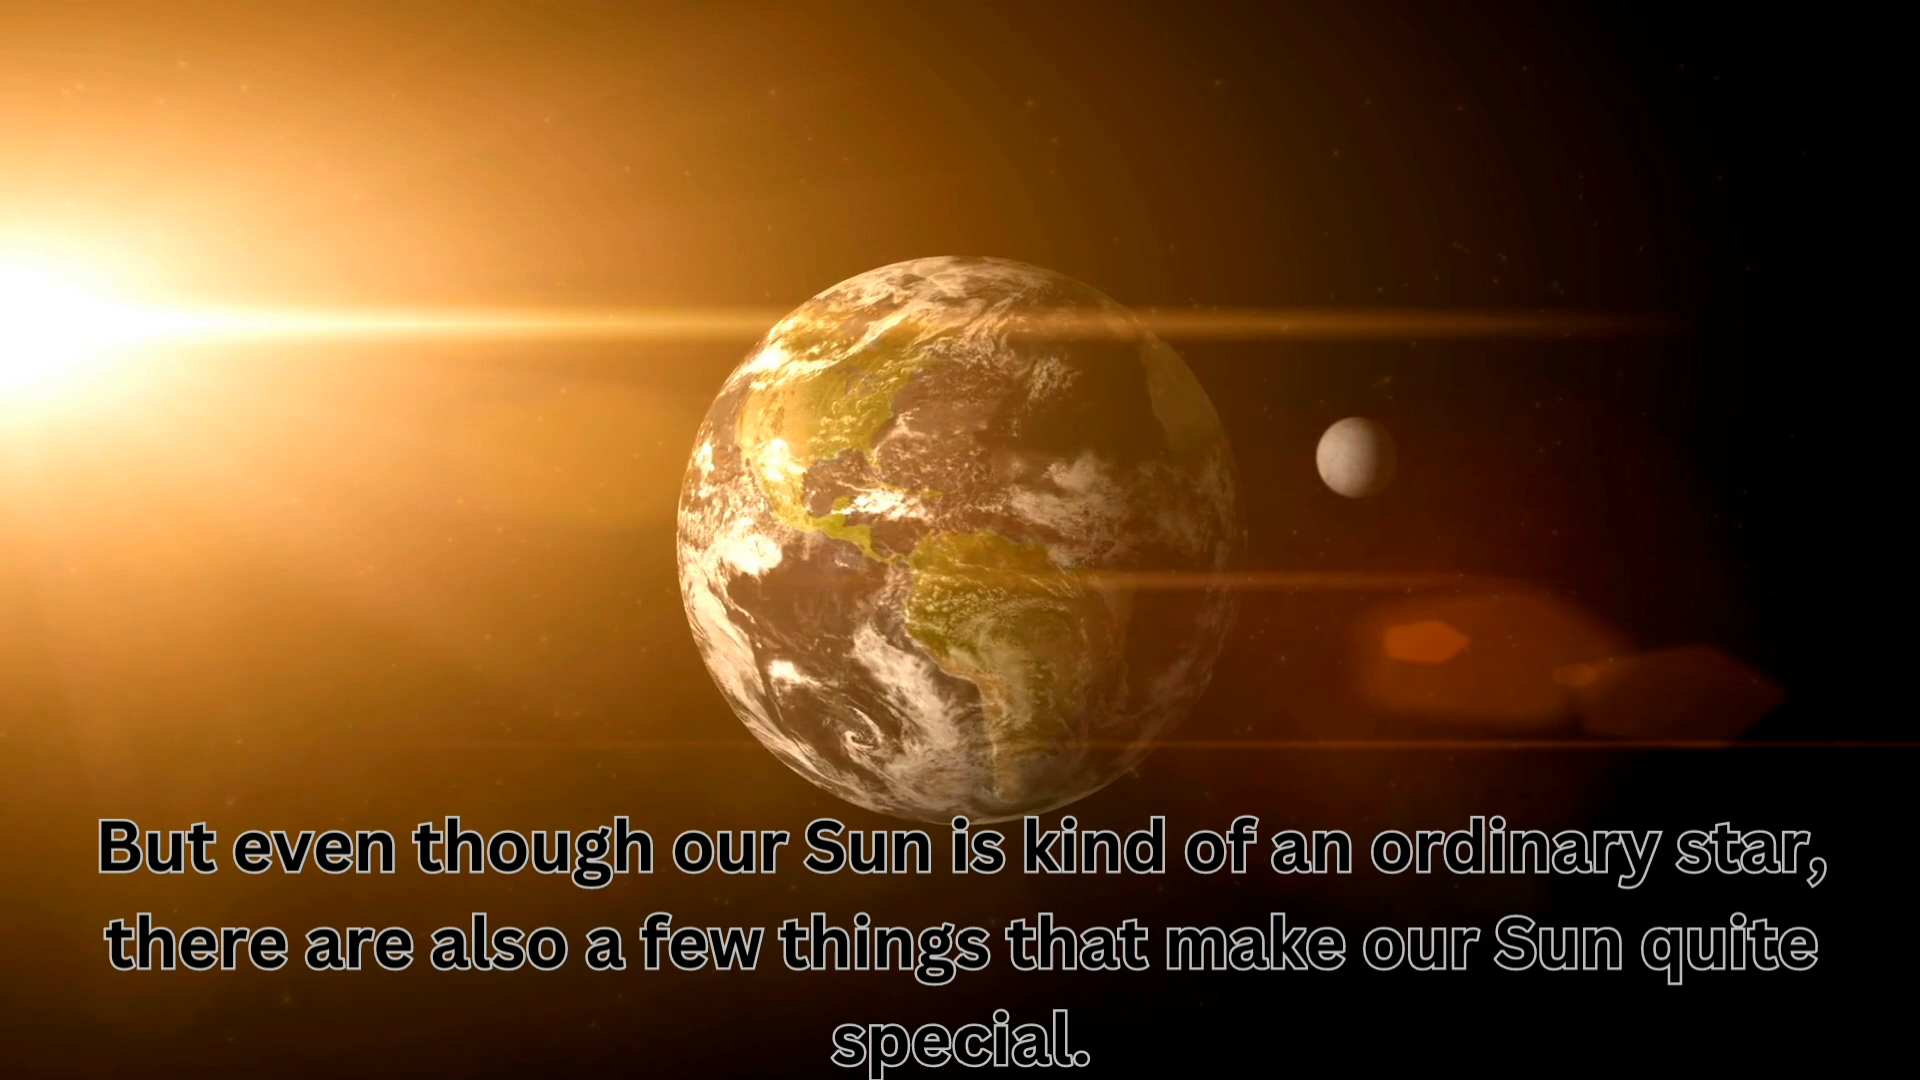 But even though our Sun is kind of an ordinary star,
there are also a few things that make our Sun quite
special.